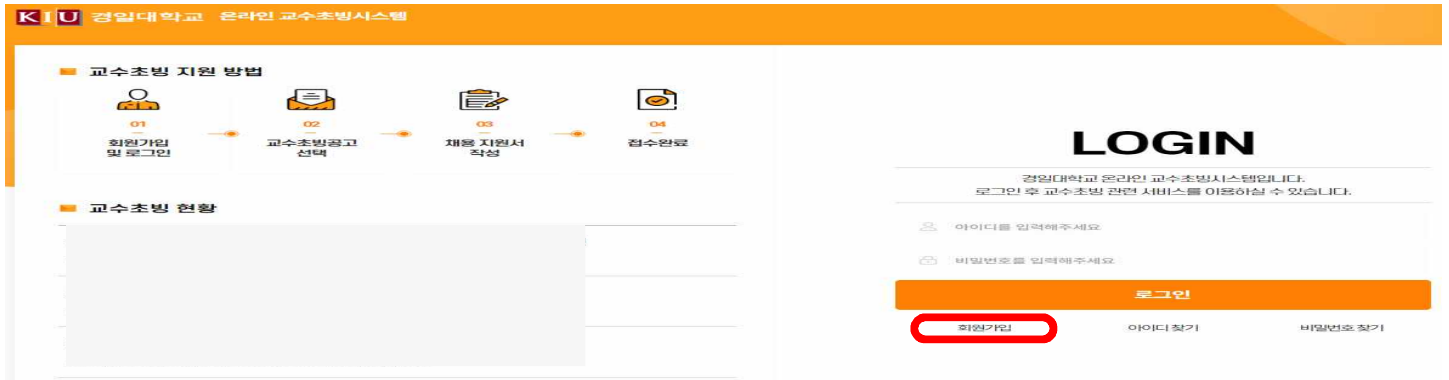 KIU 경일대학교 온라인 교수초빙시스템
교수초빙 지원 방법
01
회원가입
및 로그인
02
교수초빙공고
선택
03
채용 지원서
작성
04
접수완료
교수초빙 현황
LOGIN
경일대학교 온라인 교수초빙시스템입니다.
로그인 후 교수초빙 관련 서비스를 이용하실 수 있습니다.
아이디를 입력해주세요
비밀번호를 입력해주세요
로그인
회원가입 아이디 찾기 비밀번호 찾기